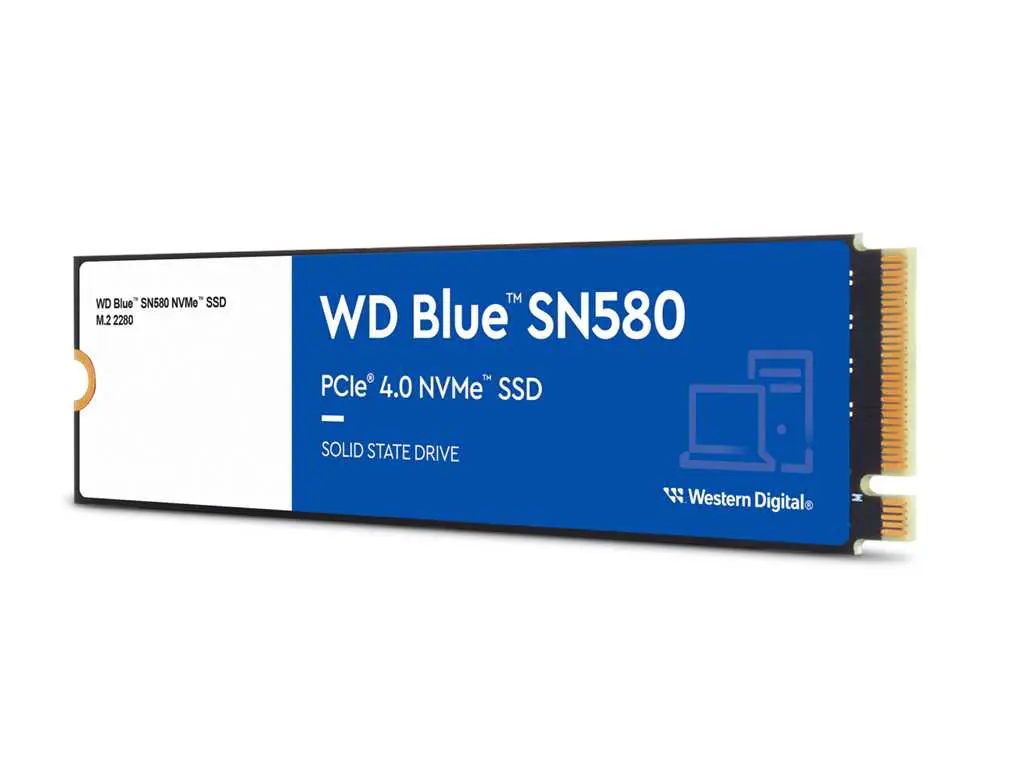 WD Blue™ SN580 NVMe™ SSD
M.2 2280
WD Blue™ SN580
PCIe® 4.0 NVMe™ SSD
SOLID STATE DRIVE
Western Digital®